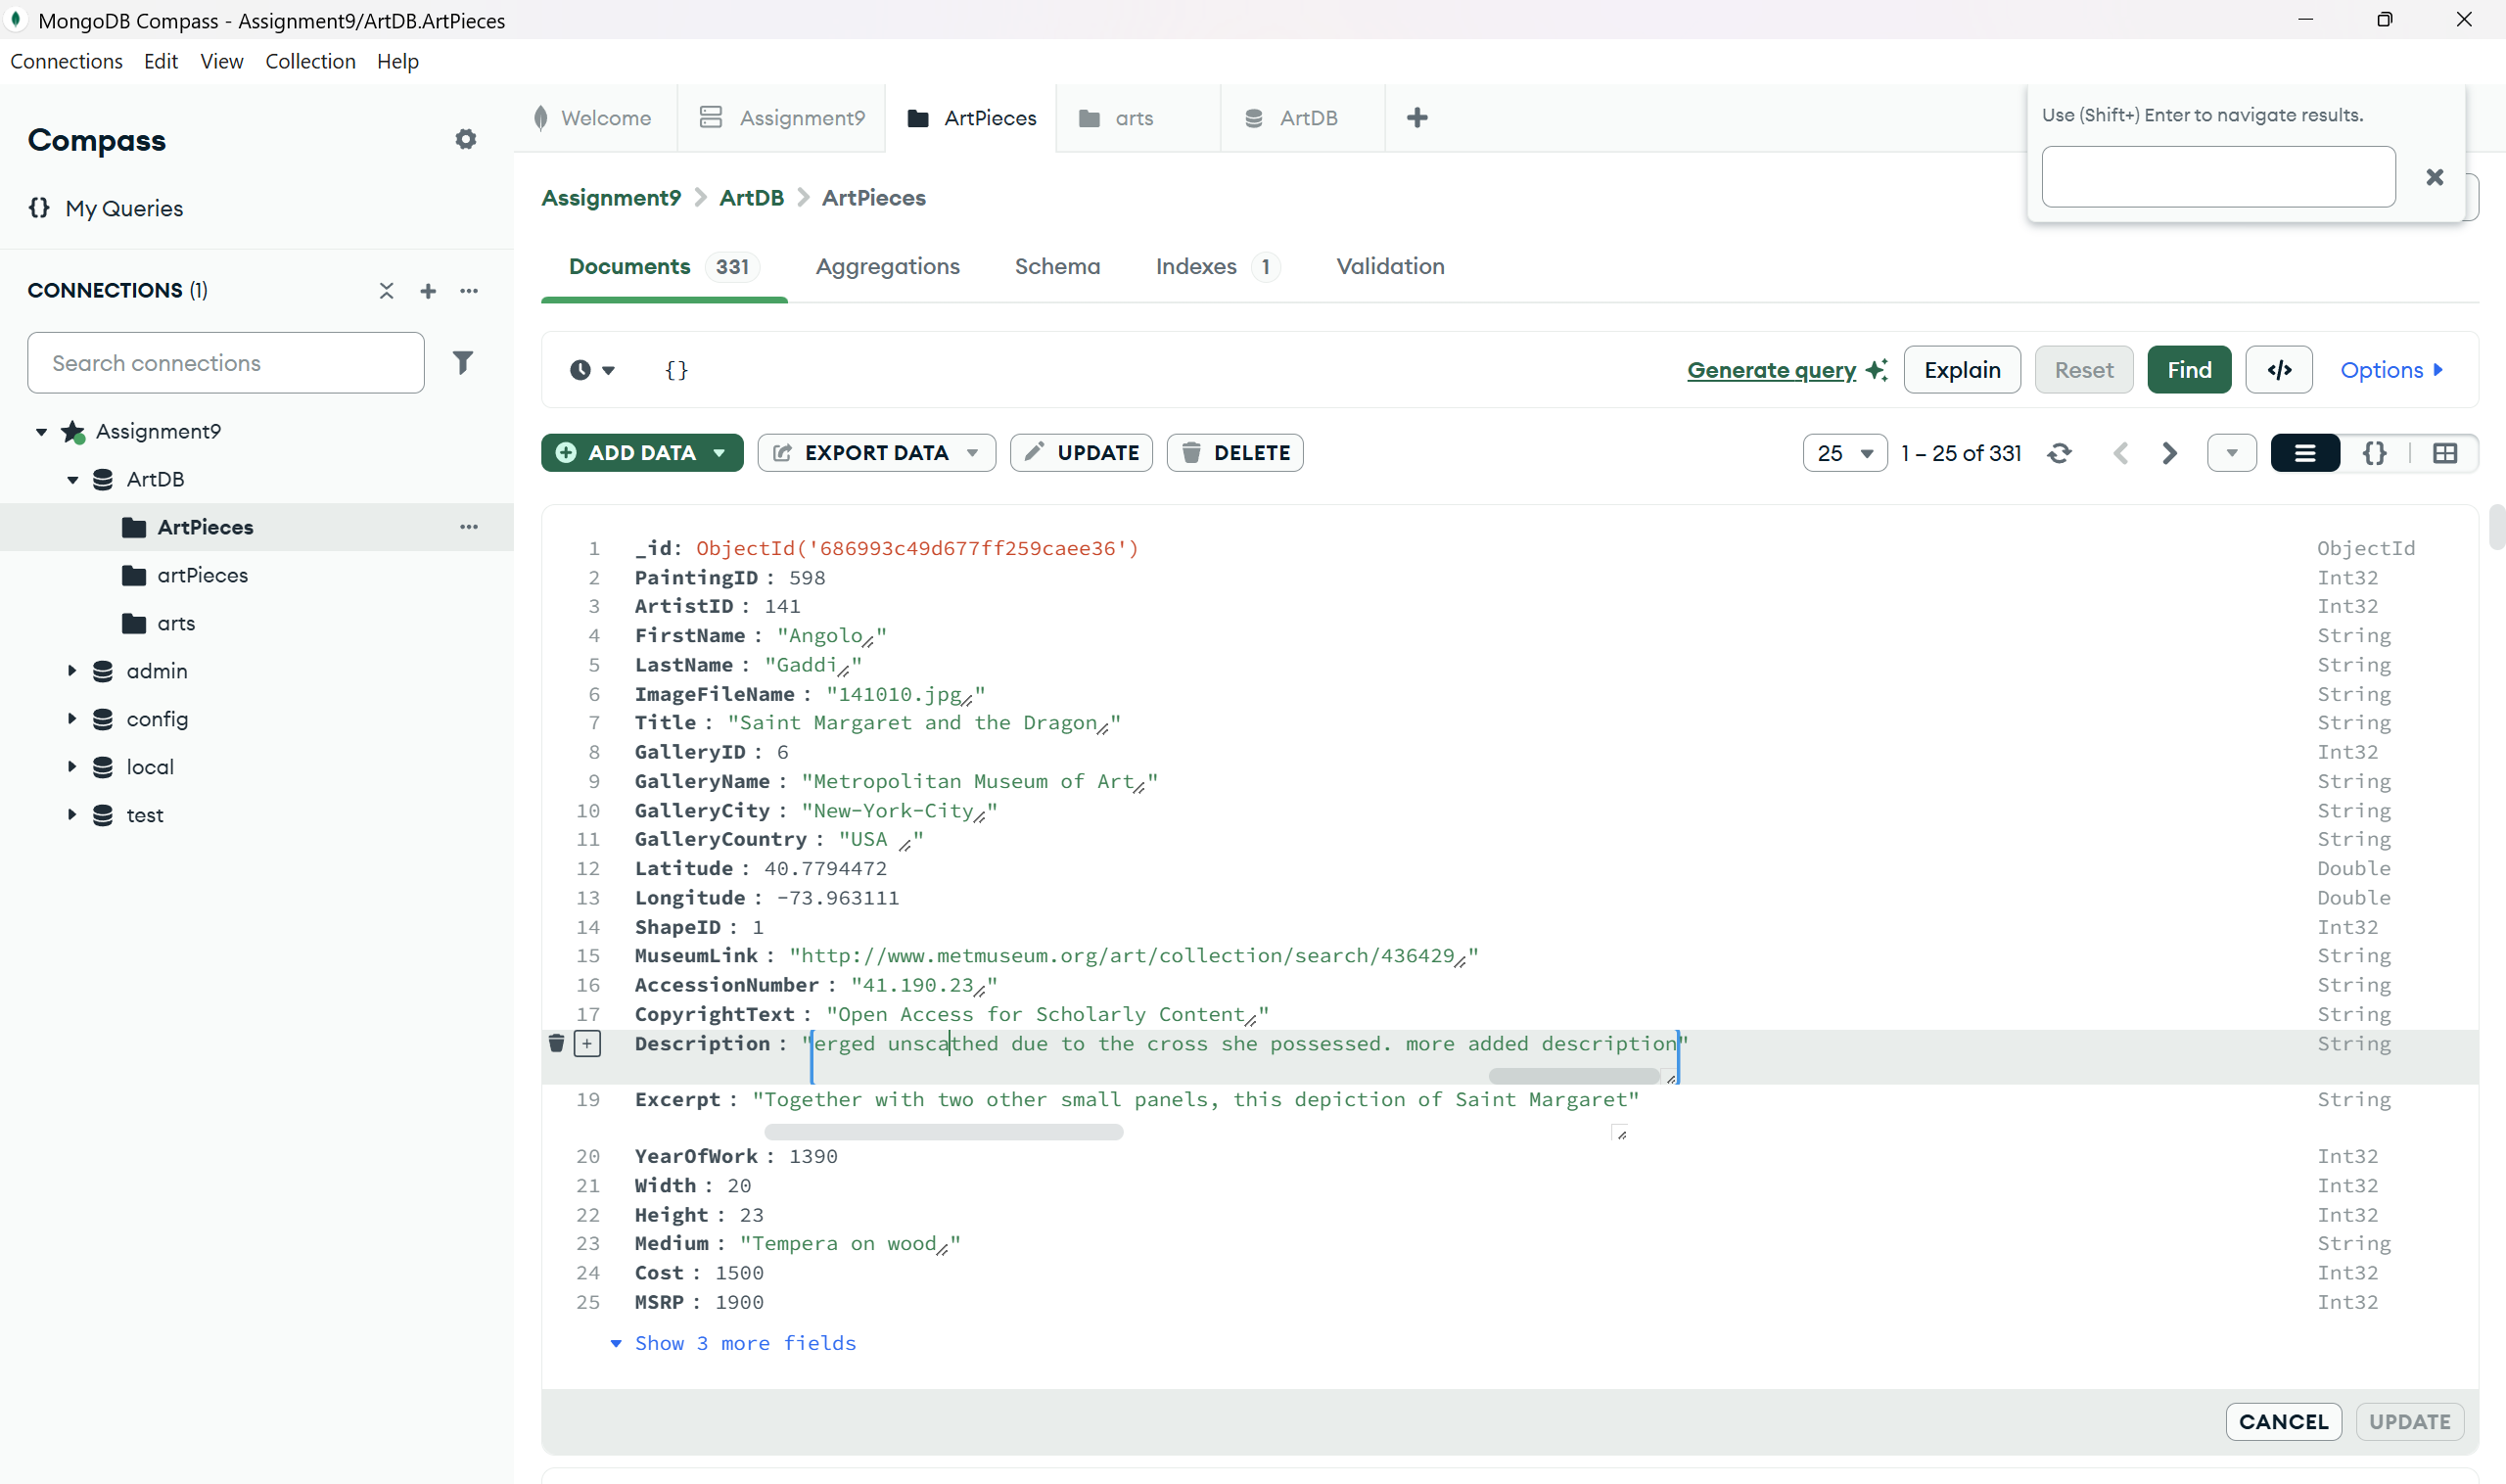 MongoDB Compass - Assignment9/ArtDB.ArtPieces
Connections Edit View Collection Help
Compass
{} My Queries
CONNECTIONS (1)
Search connections
Assignment9
ArtDB
ArtPieces
artPieces
arts
admin
config
local
test
Welcome Assignment9 ArtPieces arts ArtDB
Use (Shift+) Enter to navigate results.
Assignment9 > ArtDB > ArtPieces
Documents 331 Aggregations Schema Indexes 1 Validation
{} Generate query Explain Reset Find </> Options
ADD DATA EXPORT DATA UPDATE DELETE 25 1 – 25 of 331 {}
1 _id: ObjectId('686993c49d677ff259caee36') ObjectId
2 PaintingID : 598 Int32
3 ArtistID : 141 Int32
4 FirstName : "Angolo" String
5 LastName : "Gaddi" String
6 ImageFileName : "141010.jpg" String
7 Title : "Saint Margaret and the Dragon" String
8 GalleryID : 6 Int32
9 GalleryName : "Metropolitan Museum of Art" String
10 GalleryCity : "New-York-City" String
11 GalleryCountry : "USA " String
12 Latitude : 40.7794472 Double
13 Longitude : -73.963111 Double
14 ShapeID : 1 Int32
15 MuseumLink : "http://www.metmuseum.org/art/collection/search/436429" String
16 AccessionNumber : "41.190.23" String
17 CopyrightText : "Open Access for Scholarly Content" String
Description : "erged unscathed due to the cross she possessed. more added description" String
19 Excerpt : "Together with two other small panels, this depiction of Saint Margaret" String
20 YearOfWork : 1390 Int32
21 Width : 20 Int32
22 Height : 23 Int32
23 Medium : "Tempera on wood" String
24 Cost : 1500 Int32
25 MSRP : 1900 Int32
Show 3 more fields
CANCEL UPDATE